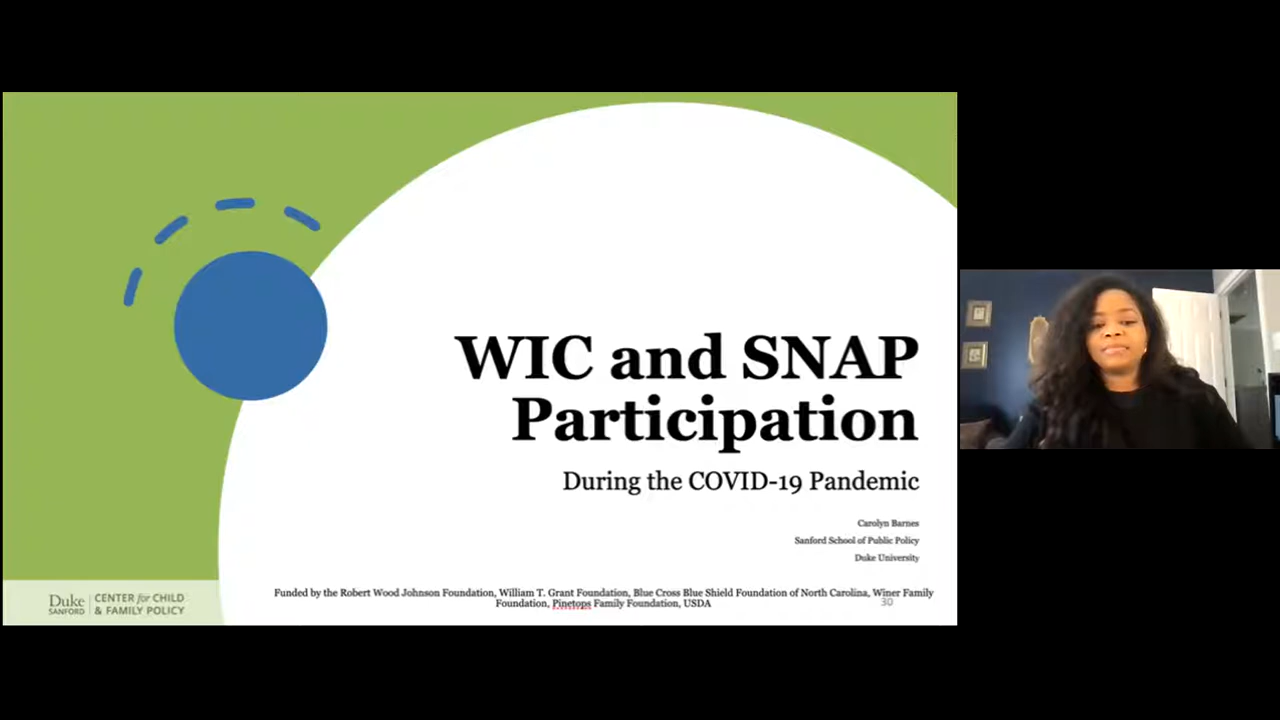 WIC and SNAP
Participation
During the COVID-19 Pandemic
Carolyn Barnes
Sanford School of Public Policy
Duke University
Funded by the Robert Wood Johnson Foundation, William T. Grant Foundation, Blue Cross Blue Shield Foundation of North Carolina, Winer Family
Foundation, Pinetops Family Foundation, USDA
30
Duke
SANFORD
CENTER for CHILD
& FAMILY POLICY